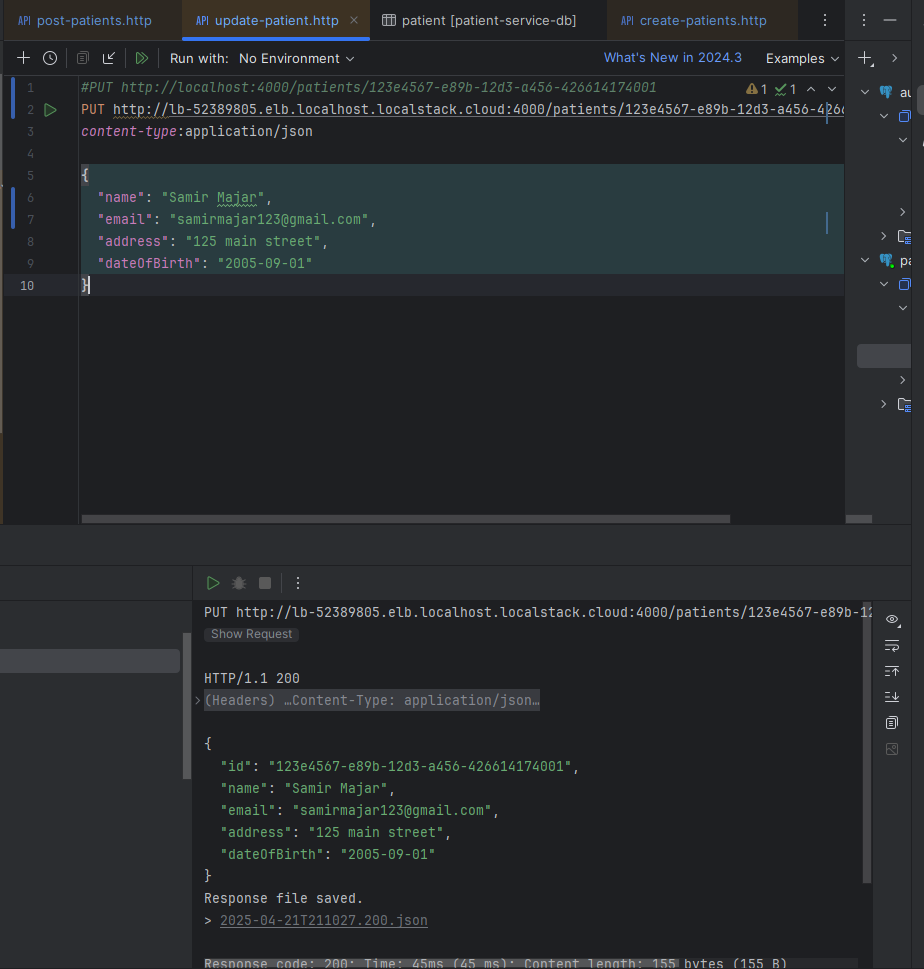 API post-patients.http API update-patient.http patient [patient-service-db] API create-patients.http
Run with: No Environment What's New in 2024.3 Examples
1 #PUT http://localhost:4000/patients/123e4567-e89b-12d3-a456-426614174001 1 1
2 PUT http://lb-52389805.elb.localhost.localstack.cloud:4000/patients/123e4567-e89b-12d3-a456-4266
3 content-type:application/json
4
5 {
6 "name": "Samir Majar",
7 "email": "samirmajar123@gmail.com",
8 "address": "125 main street",
9 "dateOfBirth": "2005-09-01"
10 }
au
pa
PUT http://lb-52389805.elb.localhost.localstack.cloud:4000/patients/123e4567-e89b-12
Show Request
HTTP/1.1 200
(Headers) …Content-Type: application/json…
{
"id": "123e4567-e89b-12d3-a456-426614174001",
"name": "Samir Majar",
"email": "samirmajar123@gmail.com",
"address": "125 main street",
"dateOfBirth": "2005-09-01"
}
Response file saved.
> 2025-04-21T211027.200.json
Response code: 200; Time: 45ms (45 ms); Content length: 155 bytes (155 B)